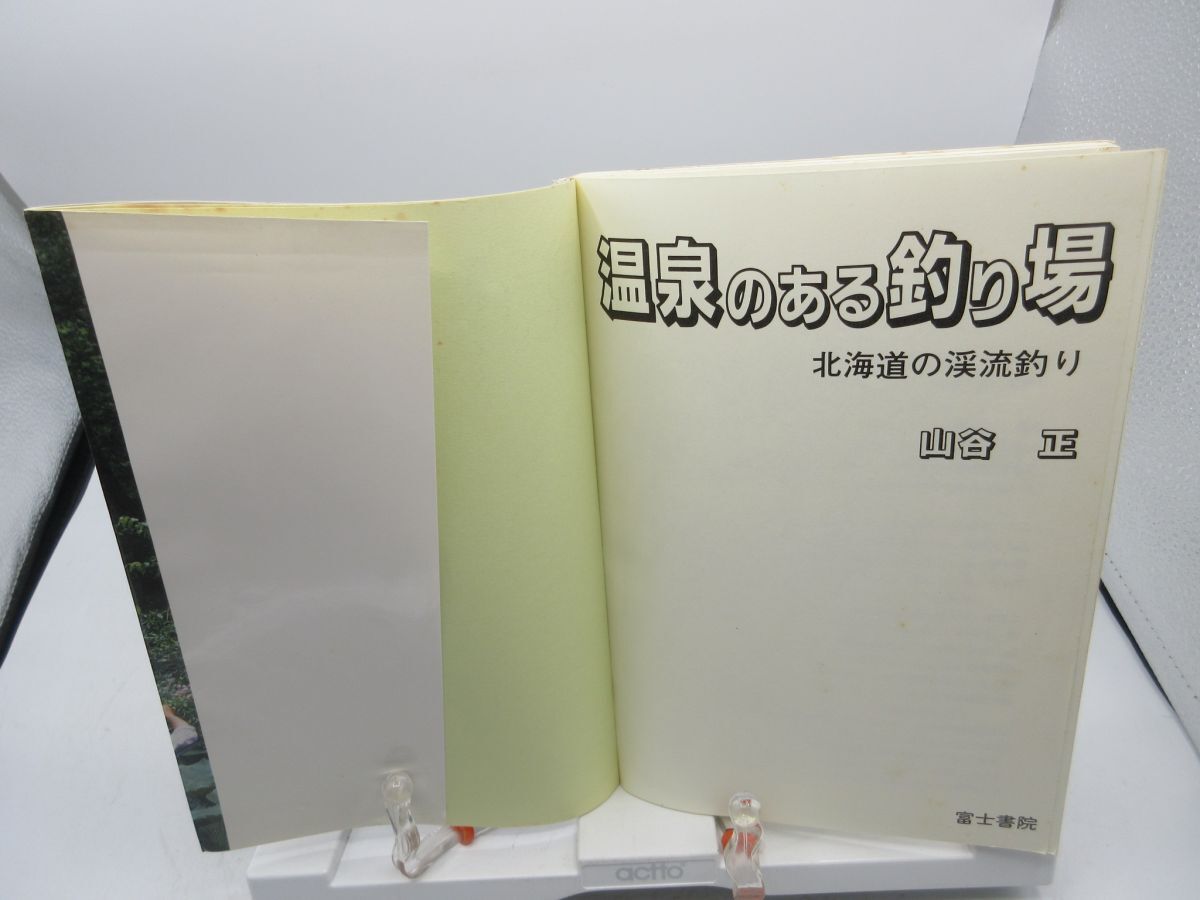 温泉のある釣り場
北海道の渓流釣り
山谷 正
富士書院
actto